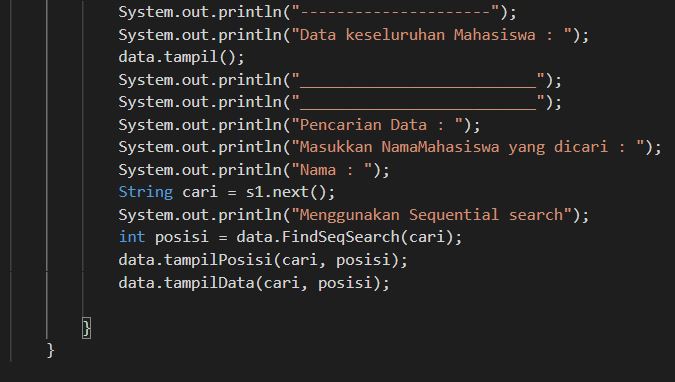 System.out.println("---------------------");
System.out.println("Data keseluruhan Mahasiswa : ");
data.tampil();
System.out.println("__________________________");
System.out.println("__________________________");
System.out.println("Pencarian Data : ");
System.out.println("Masukkan NamaMahasiswa yang dicari : ");
System.out.println("Nama : ");
String cari = s1.next();
System.out.println("Menggunakan Sequential search");
int posisi = data.FindSeqSearch(cari);
data.tampilPosisi(cari, posisi);
data.tampilData(cari, posisi);
}
}